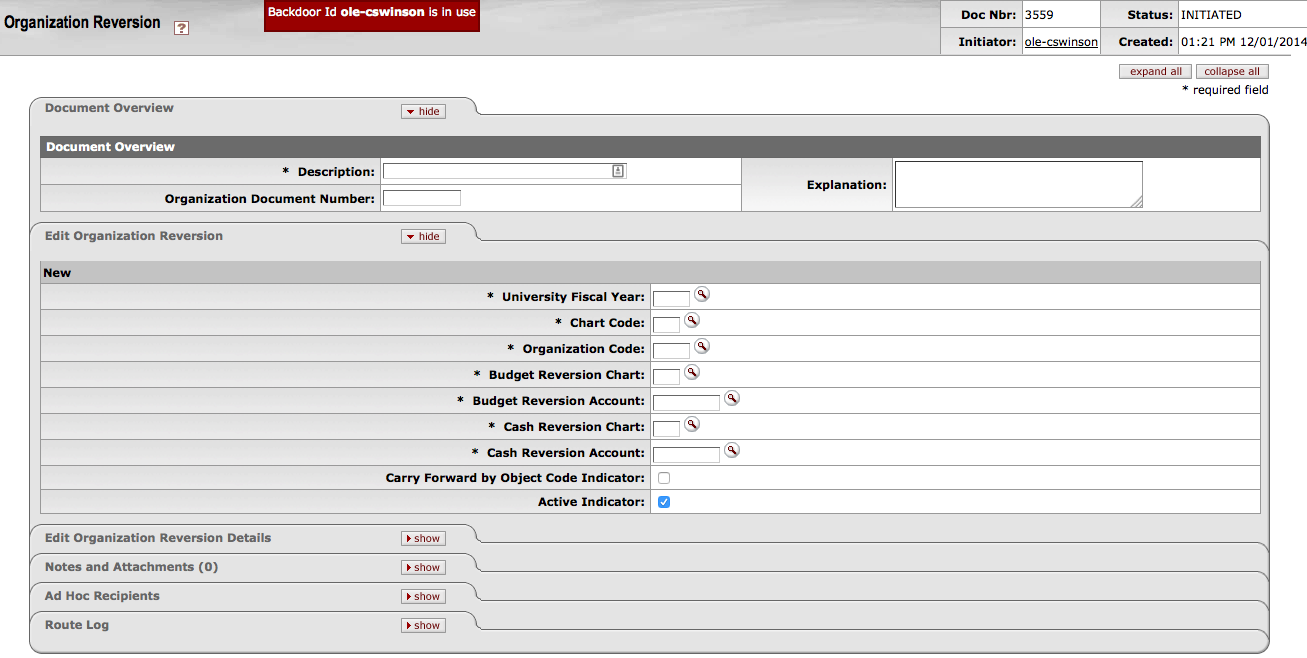 Organization Reversion ?
Backdoor Id ole-cswinson is in use
Doc Nbr: 3559 Status: INITIATED
Initiator: ole-cswinson Created: 01:21 PM 12/01/2014
expand all collapse all
* required field
Document Overview hide
Document Overview
* Description: Explanation:
Organization Document Number:
Edit Organization Reversion hide
New
* University Fiscal Year:
* Chart Code:
* Organization Code:
* Budget Reversion Chart:
* Budget Reversion Account:
* Cash Reversion Chart:
* Cash Reversion Account:
Carry Forward by Object Code Indicator:
Active Indicator:
Edit Organization Reversion Details show
Notes and Attachments (0) show
Ad Hoc Recipients show
Route Log show